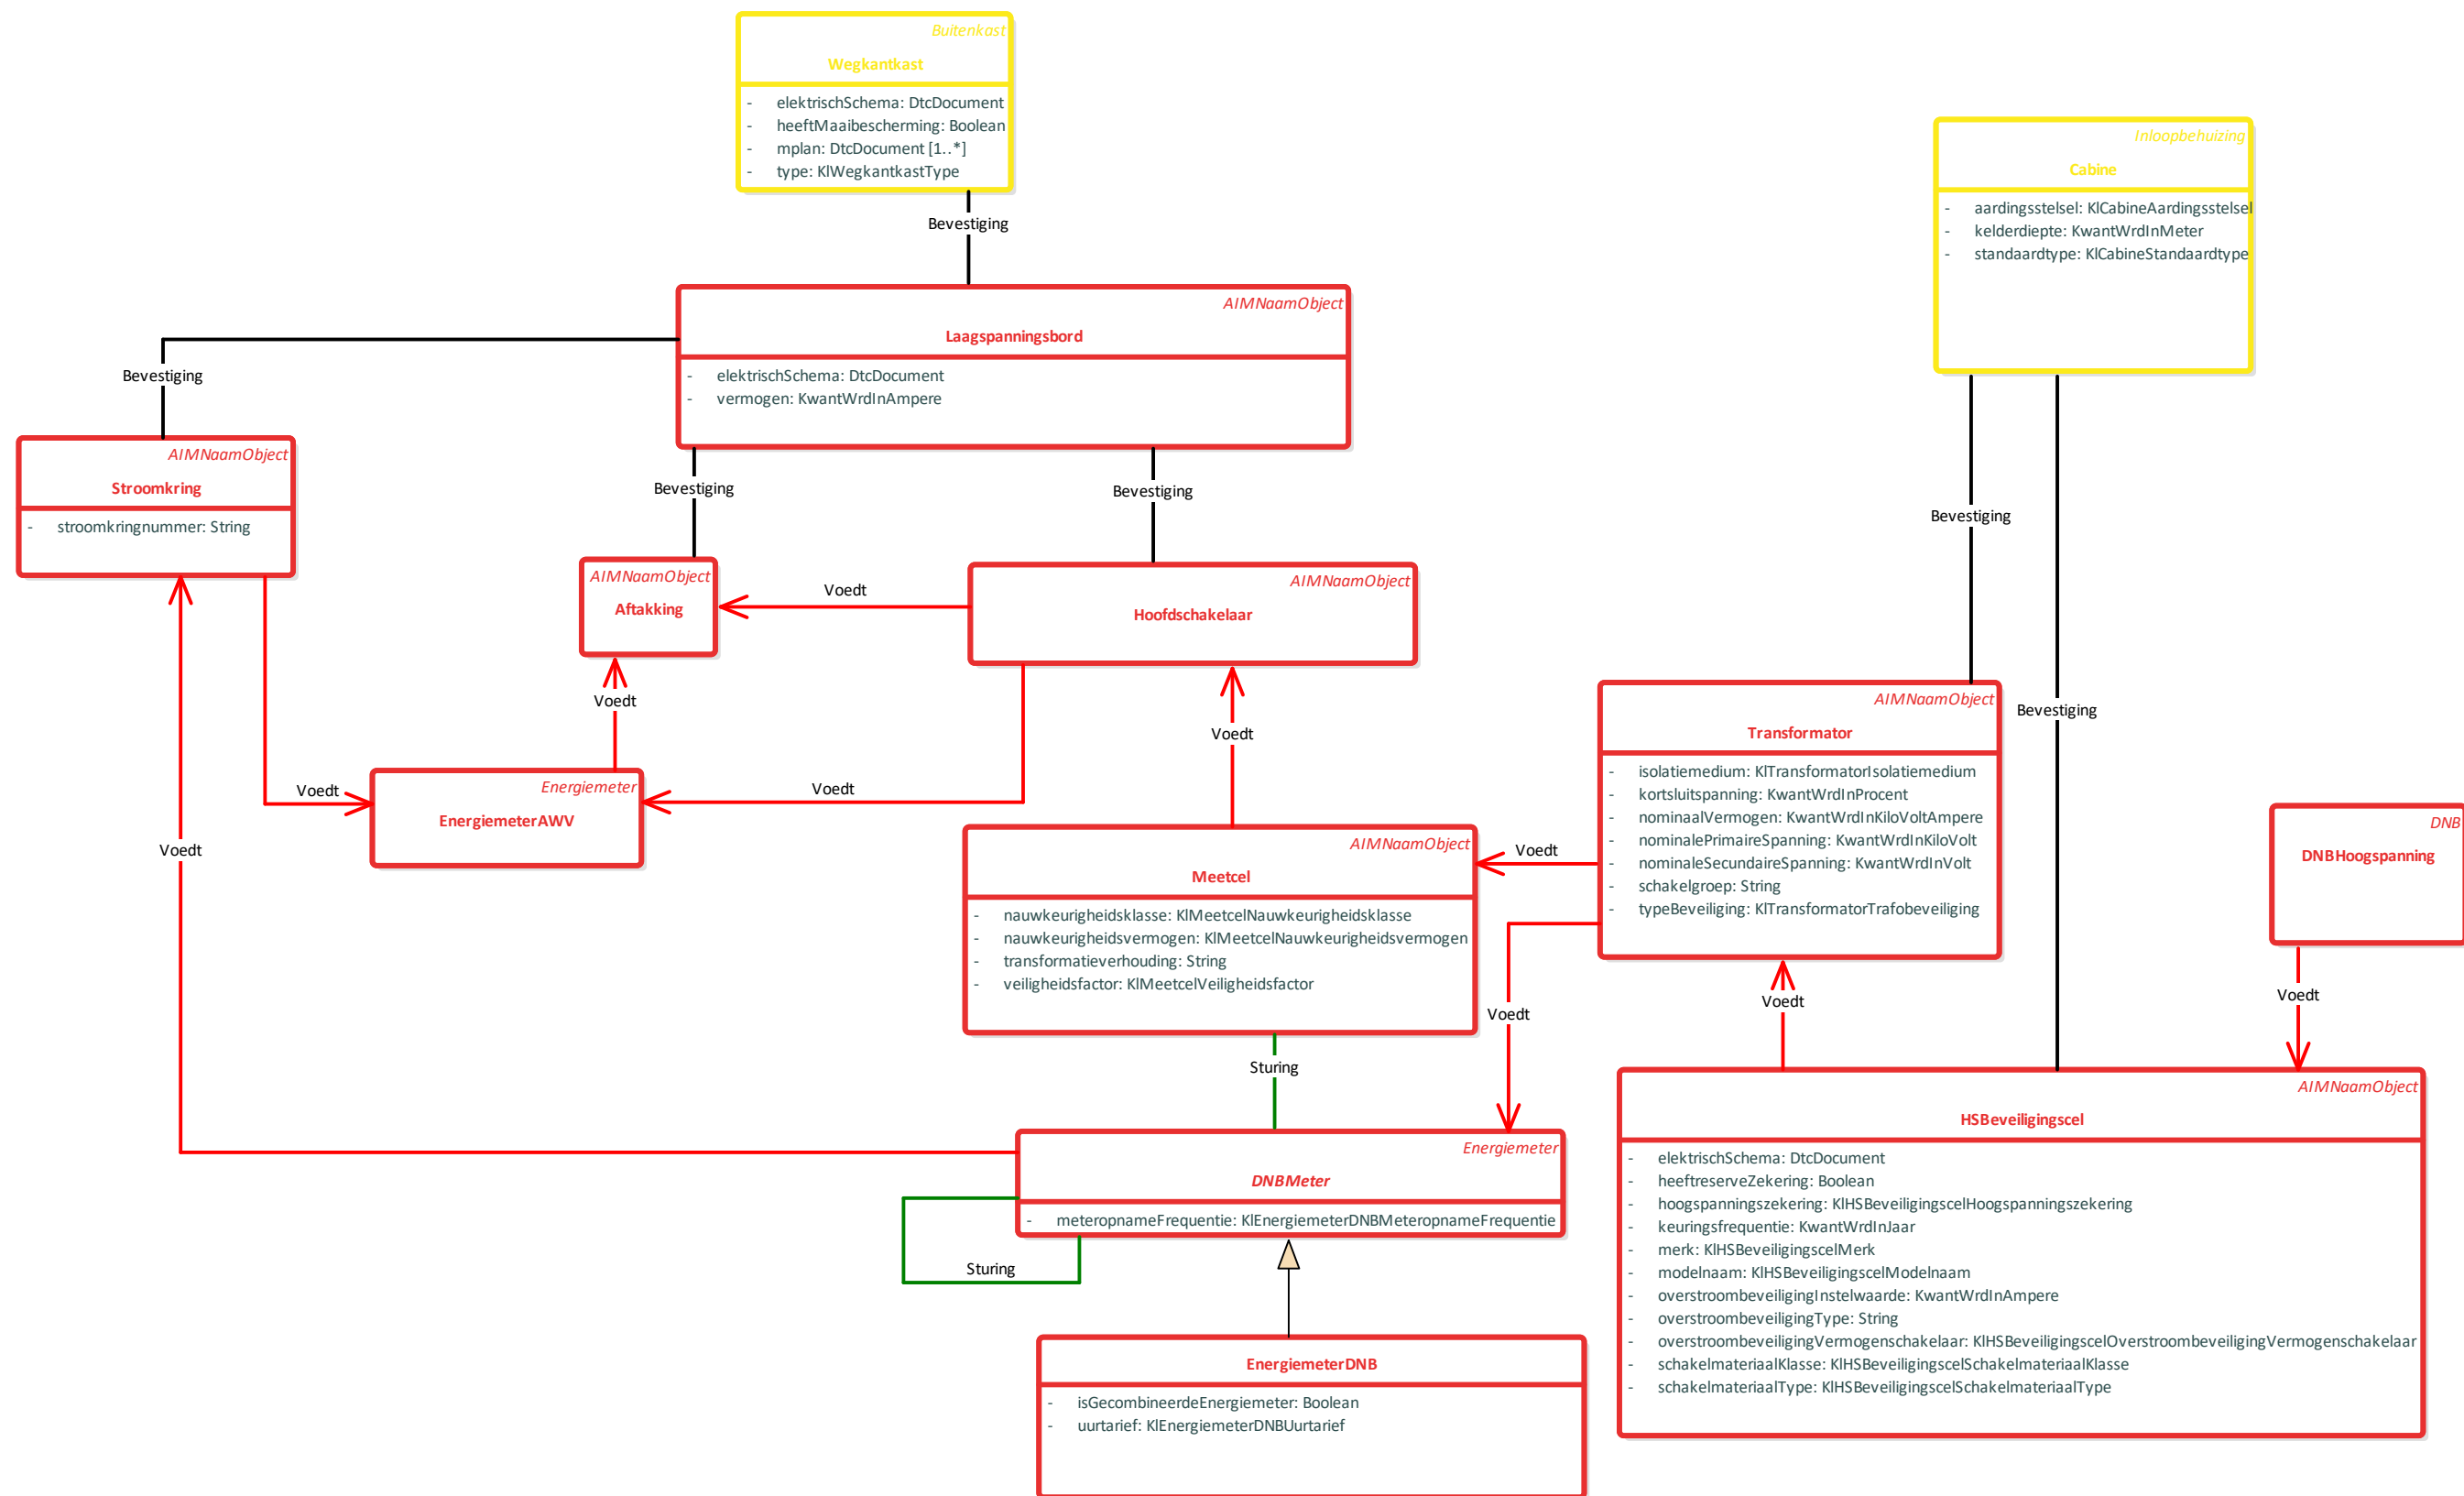 Buitenkast
Wegkantkast
- elektrischSchema: DtcDocument
- heeftMaaibescherming: Boolean
- mplan: DtcDocument [1..*]
- type: KlWegkantkastType
Inloopbehuizing
Cabine
- aardingsstelsel: KlCabineAardingsstelsel
- kelderdiepte: KwantWrdInMeter
- standaardtype: KlCabineStandaardtype
Bevestiging
AIMNaamObject
Laagspanningsbord
- elektrischSchema: DtcDocument
- vermogen: KwantWrdInAmpere
Bevestiging
AIMNaamObject
Stroomkring
- stroomkringnummer: String
Bevestiging
Bevestiging
Bevestiging
AIMNaamObject
Aftakking
Voedt
AIMNaamObject
Hoofdschakelaar
Voedt
Voedt
Bevestiging
AIMNaamObject
Transformator
- isolatiemedium: KlTransformatorIsolatiemedium
- kortsluitspanning: KwantWrdInProcent
- nominaalVermogen: KwantWrdInKiloVoltAmpere
- nominalePrimaireSpanning: KwantWrdInKiloVolt
- nominaleSecundaireSpanning: KwantWrdInVolt
- schakelgroep: String
- typeBeveiliging: KlTransformatorTrafobeveiliging
Voedt
Energiemeter
EnergiemeterAWV
Voedt
Voedt
AIMNaamObject
Meetcel
- nauwkeurigheidsklasse: KlMeetcelNauwkeurigheidsklasse
- nauwkeurigheidsvermogen: KlMeetcelNauwkeurigheidsvermogen
- transformatieverhouding: String
- veiligheidsfactor: KlMeetcelVeiligheidsfactor
Voedt
DNB
DNBHoogspanning
Voedt
Voedt
Voedt
Sturing
Energiemeter
DNBMeter
- meteropnameFrequentie: KlEnergiemeterDNBMeteropnameFrequentie
Sturing
AIMNaamObject
HSBeveiligingscel
- elektrischSchema: DtcDocument
- heeftreserveZekering: Boolean
- hoogspanningszekering: KlHSBeveiligingscelHoogspanningszekering
- keuringsfrequentie: KwantWrdInJaar
- merk: KlHSBeveiligingscelMerk
- modelnaam: KlHSBeveiligingscelModelnaam
- overstroombeveiligingInstelwaarde: KwantWrdInAmpere
- overstroombeveiligingType: String
- overstroombeveiligingVermogenschakelaar: KlHSBeveiligingscelOverstroombeveiligingVermogenschakelaar
- schakelmateriaalKlasse: KlHSBeveiligingscelSchakelmateriaalKlasse
- schakelmateriaalType: KlHSBeveiligingscelSchakelmateriaalType
EnergiemeterDNB
- isGecombineerdeEnergiemeter: Boolean
- uurtarief: KlEnergiemeterDNBUurtarief